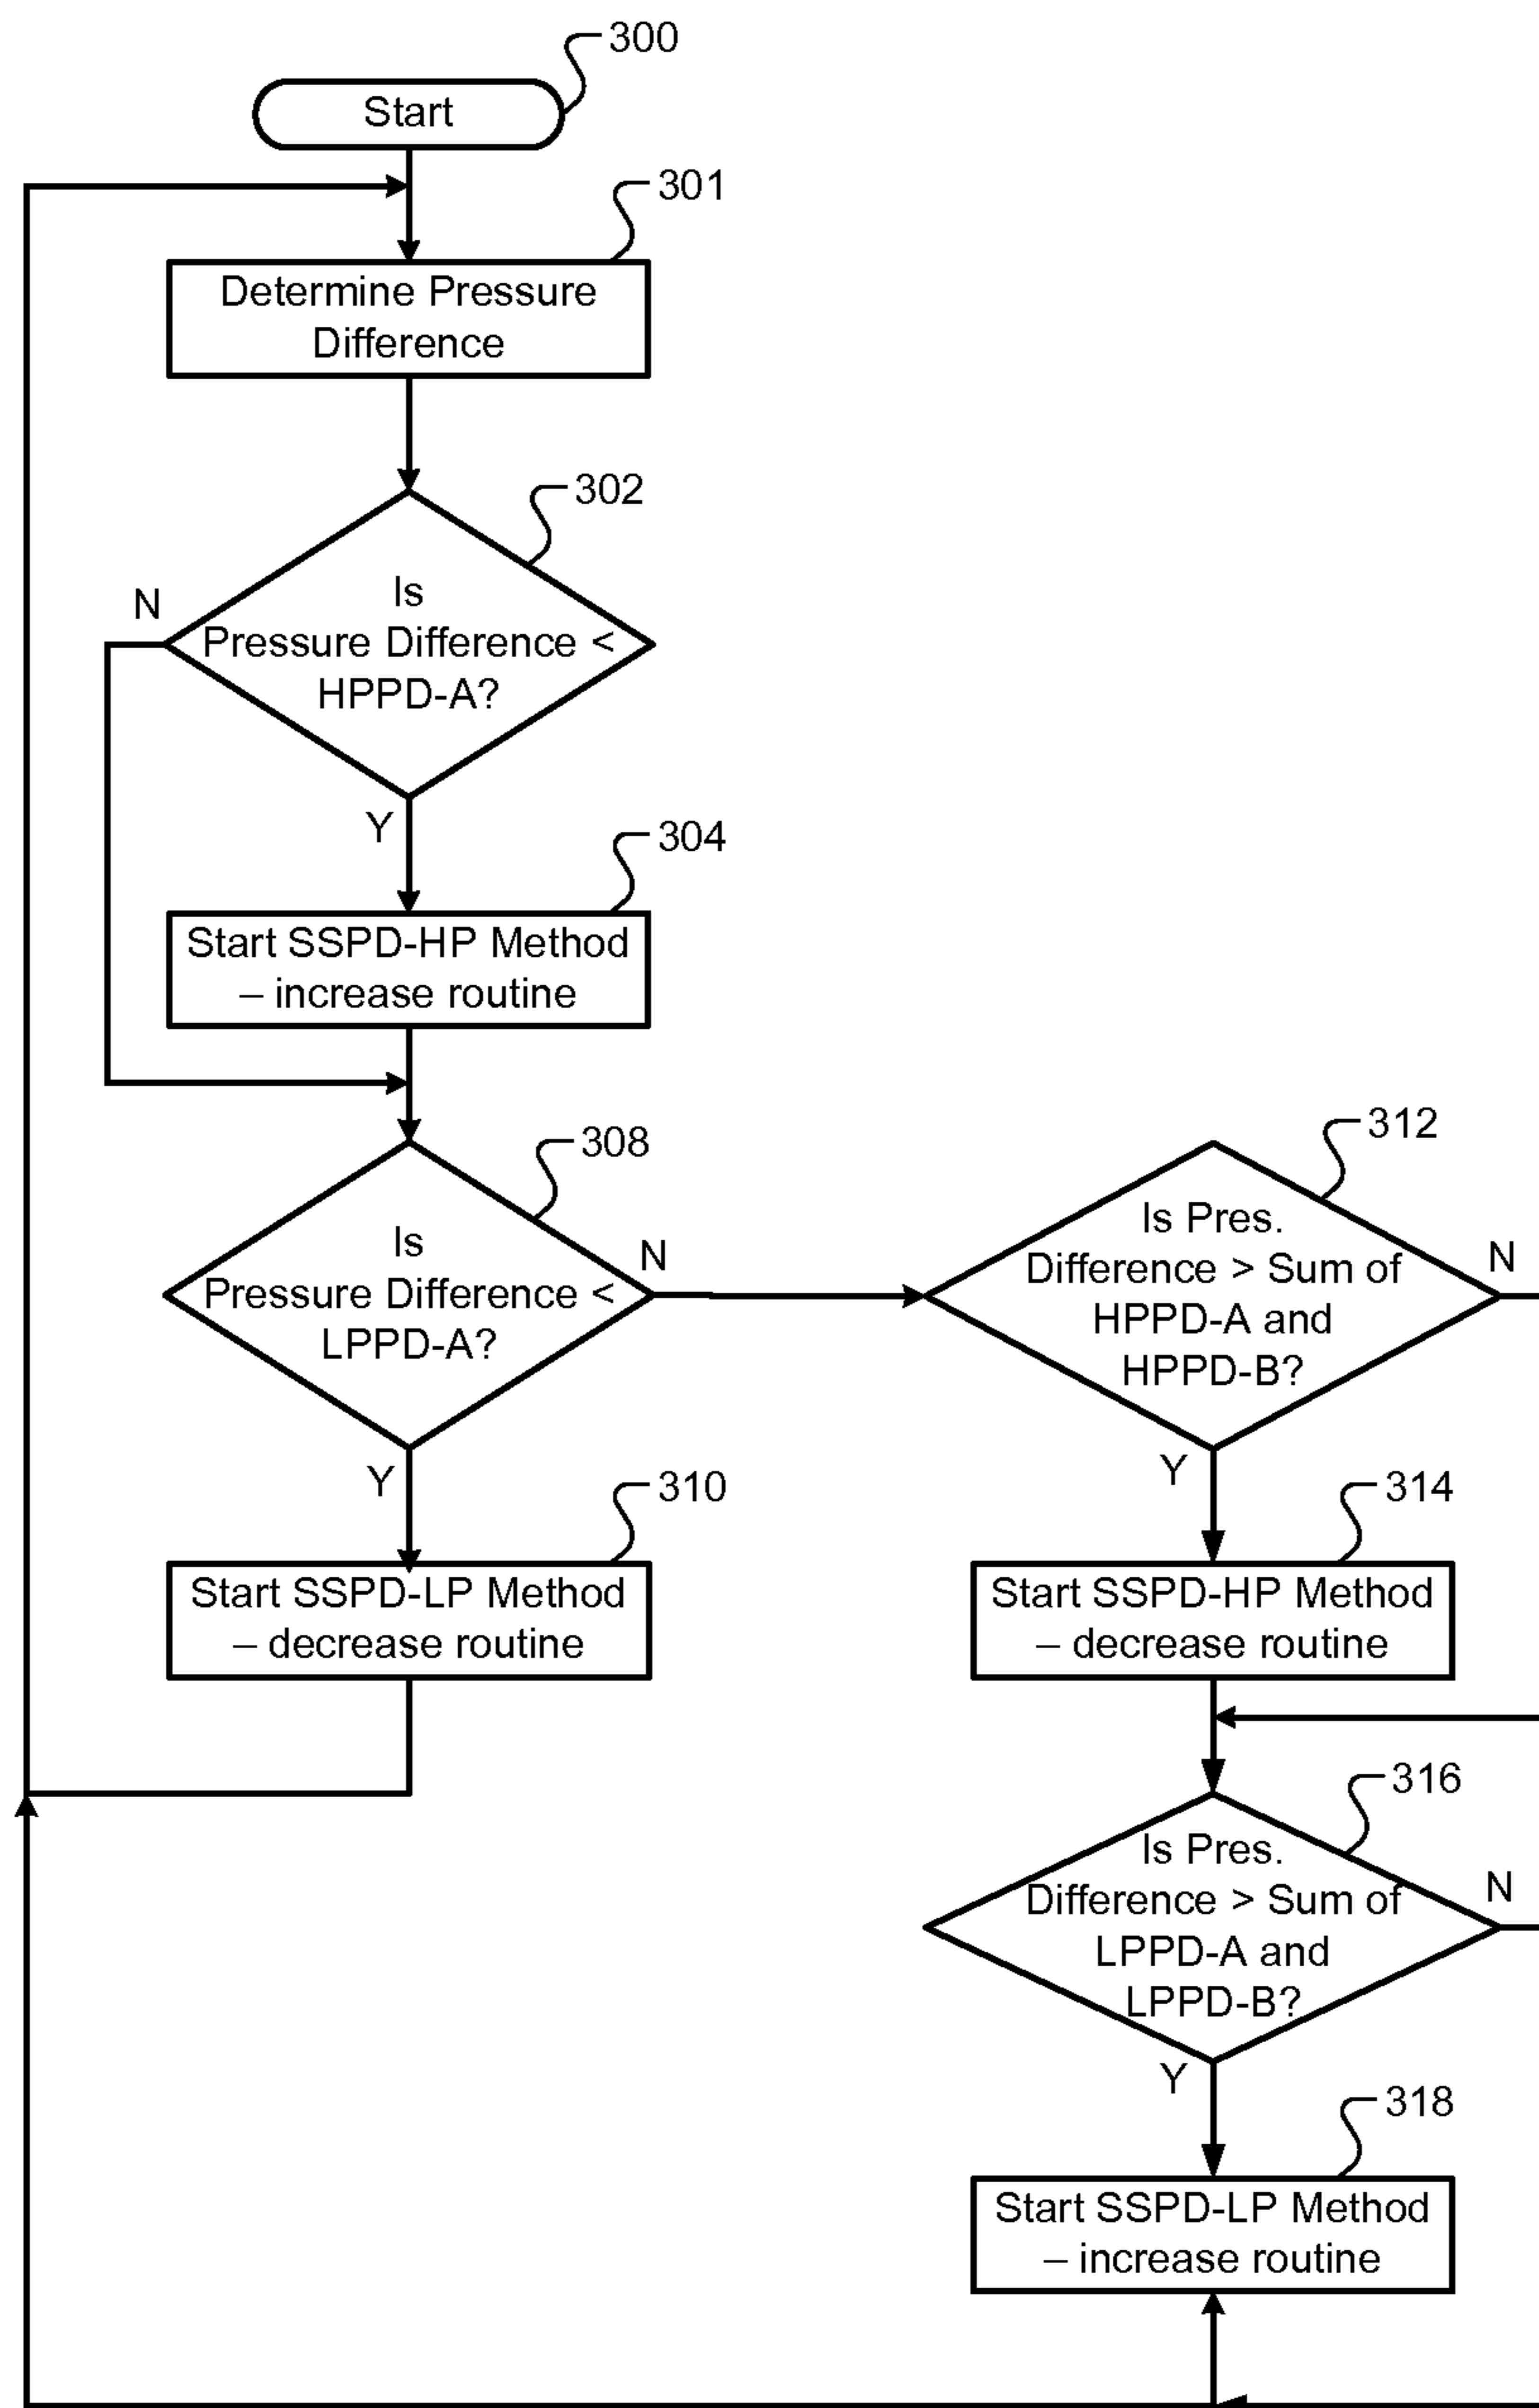 300
Start
301
Determine Pressure
Difference
302
N
Is
Pressure Difference <
HPPD-A?
Y
304
Start SSPD-HP Method
– increase routine
308
Is
Pressure Difference <
LPPD-A?
N
Y
310
Start SSPD-LP Method
– decrease routine
312
Is Pres.
Difference > Sum of
HPPD-A and
HPPD-B?
N
Y
314
Start SSPD-HP Method
– decrease routine
316
Is Pres.
Difference > Sum of
LPPD-A and
LPPD-B?
N
Y
318
Start SSPD-LP Method
– increase routine